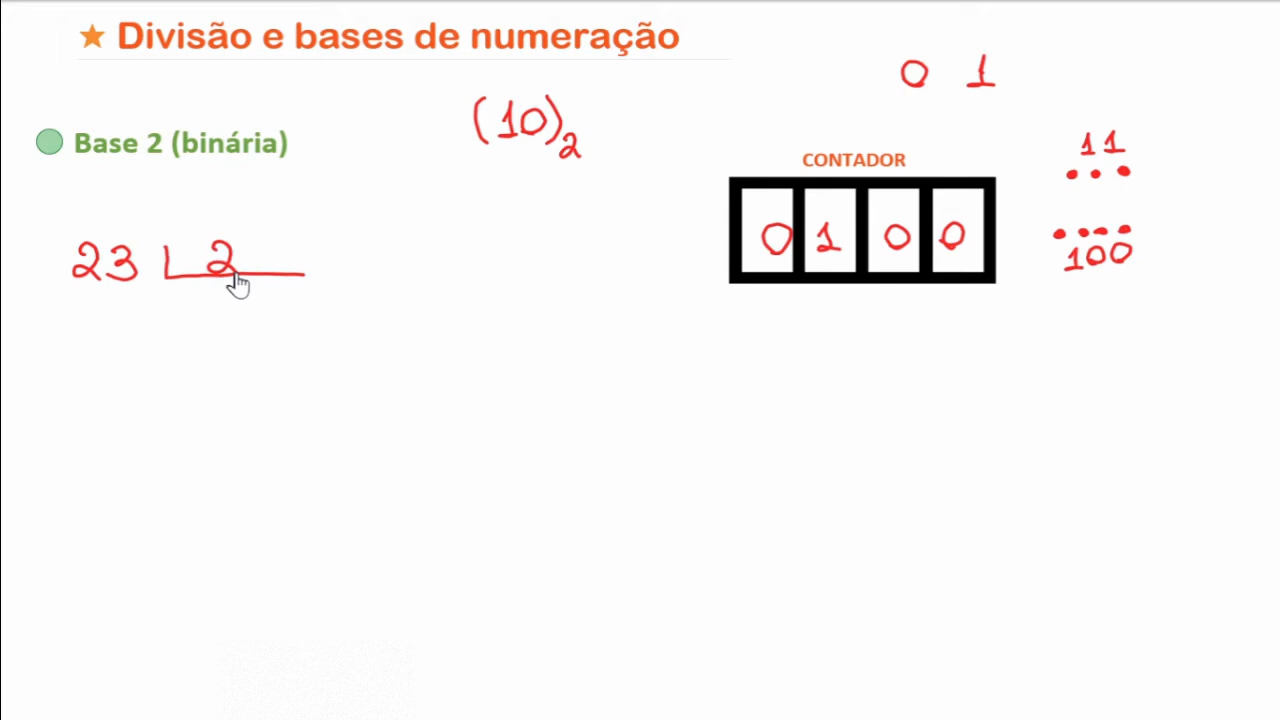 Divisão e bases de numeração
0 1
(10)2
Base 2 (binária)
11
CONTADOR
0 1 0 0
23 2
100